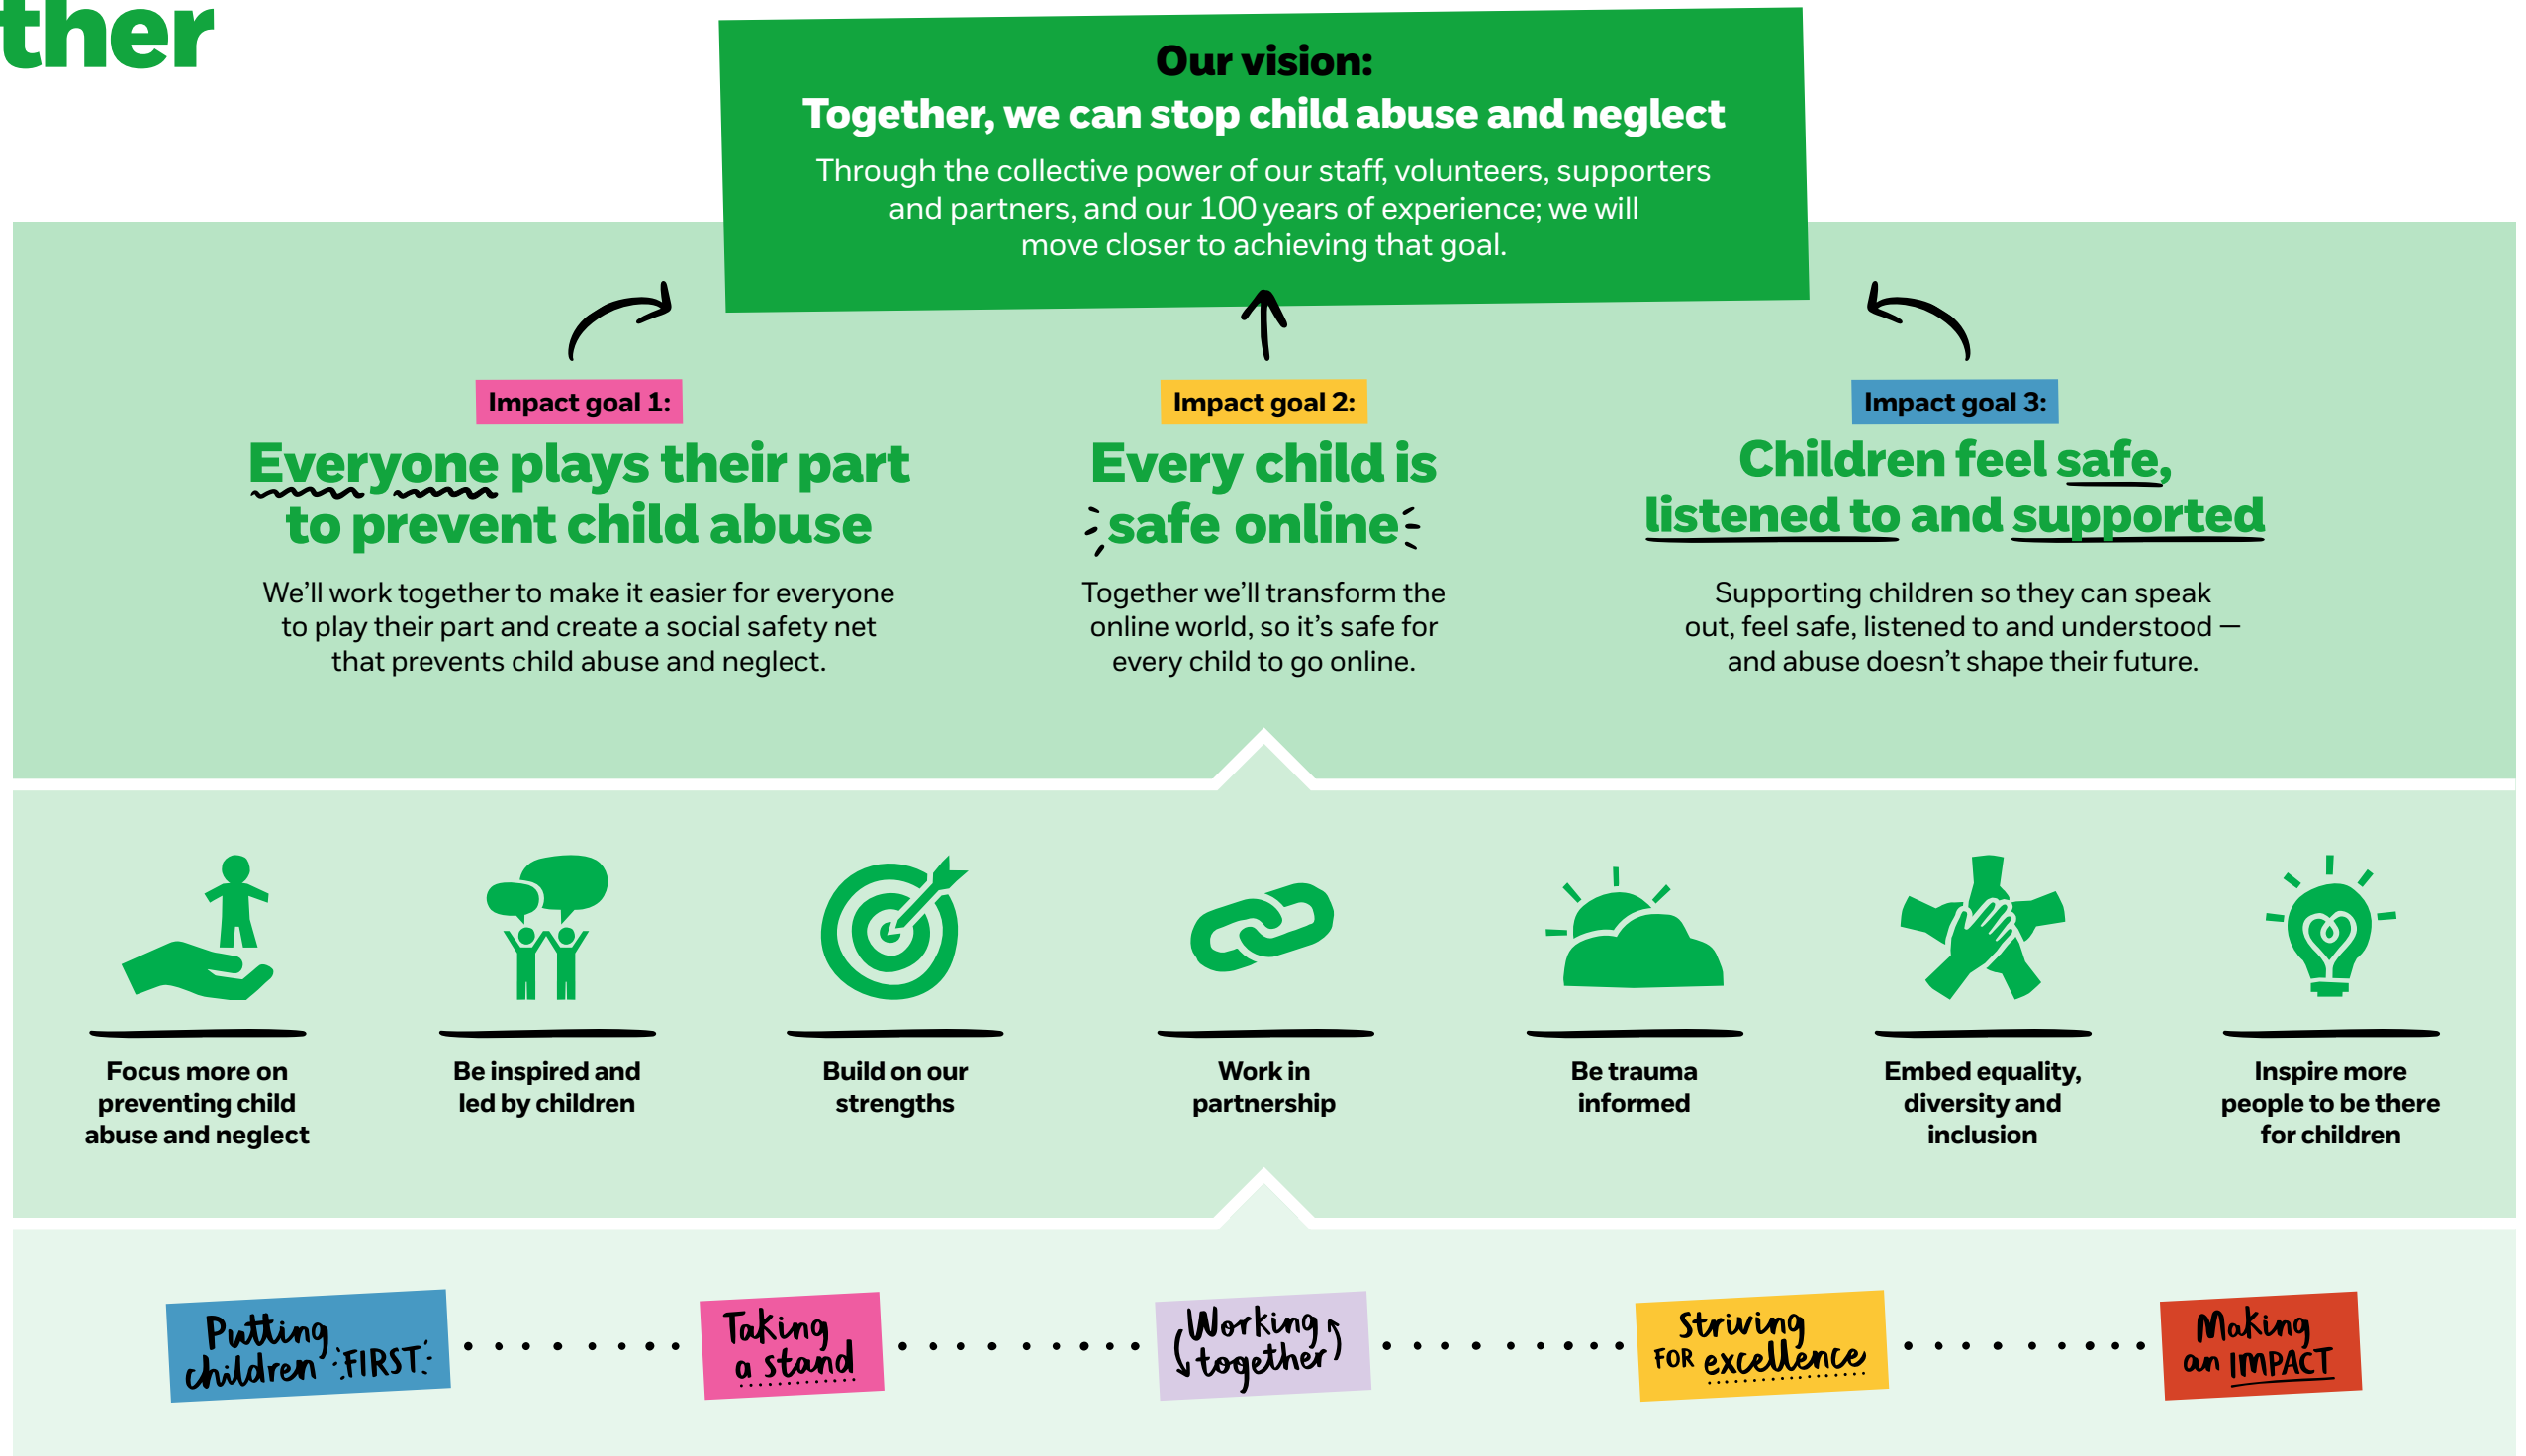 ther
Our vision:
Together, we can stop child abuse and neglect
Through the collective power of our staff, volunteers, supporters
and partners, and our 100 years of experience; we will
move closer to achieving that goal.
Impact goal 1:
Everyone plays their part
to prevent child abuse
We’ll work together to make it easier for everyone
to play their part and create a social safety net
that prevents child abuse and neglect.
Impact goal 2:
Every child is
safe online
Together we’ll transform the
online world, so it’s safe for
every child to go online.
Impact goal 3:
Children feel safe,
listened to and supported
Supporting children so they can speak
out, feel safe, listened to and understood —
and abuse doesn’t shape their future.
Focus more on
preventing child
abuse and neglect
Be inspired and
led by children
Build on our
strengths
Work in
partnership
Be trauma
informed
Embed equality,
diversity and
inclusion
Inspire more
people to be there
for children
Putting
children FIRST
Taking
a stand
Working
together
Striving
FOR excellence
Making
an IMPACT